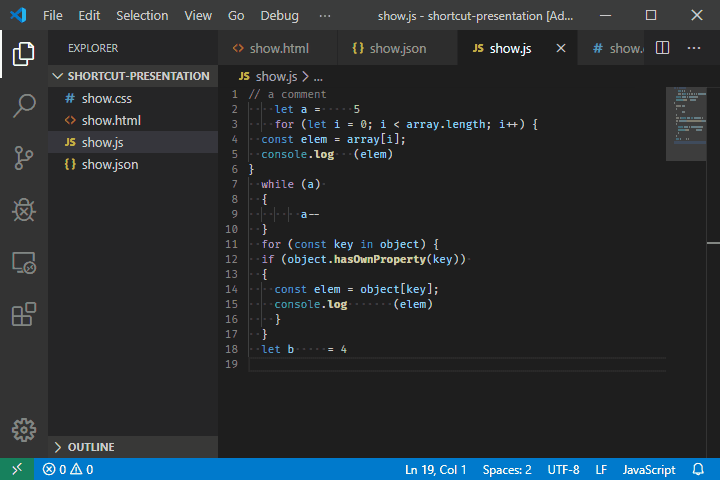 File Edit Selection View Go Debug ··· show.js - shortcut-presentation [Ad...
EXPLORER
SHORTCUT-PRESENTATION
# show.css
<> show.html
JS show.js
{} show.json
OUTLINE
<> show.html {} show.json JS show.js × # show. ···
JS show.js > ...
1 // a comment
2 ····let a =·····5
3 ····for (let i = 0; i < array.length; i++) {
4 ··const elem = array[i];
5 ··console.log···(elem)
6 }
7 ··while (a)·
8 ··{
9 ········a--
10 ··}
11 ··for (const key in object) {
12 ··if (object.hasOwnProperty(key))··
13 ··{
14 ····const elem = object[key];
15 ····console.log·······(elem)
16 ····}
17 ··}
18 ··let b·····= 4
19
0 0 Ln 19, Col 1 Spaces: 2 UTF-8 LF JavaScript